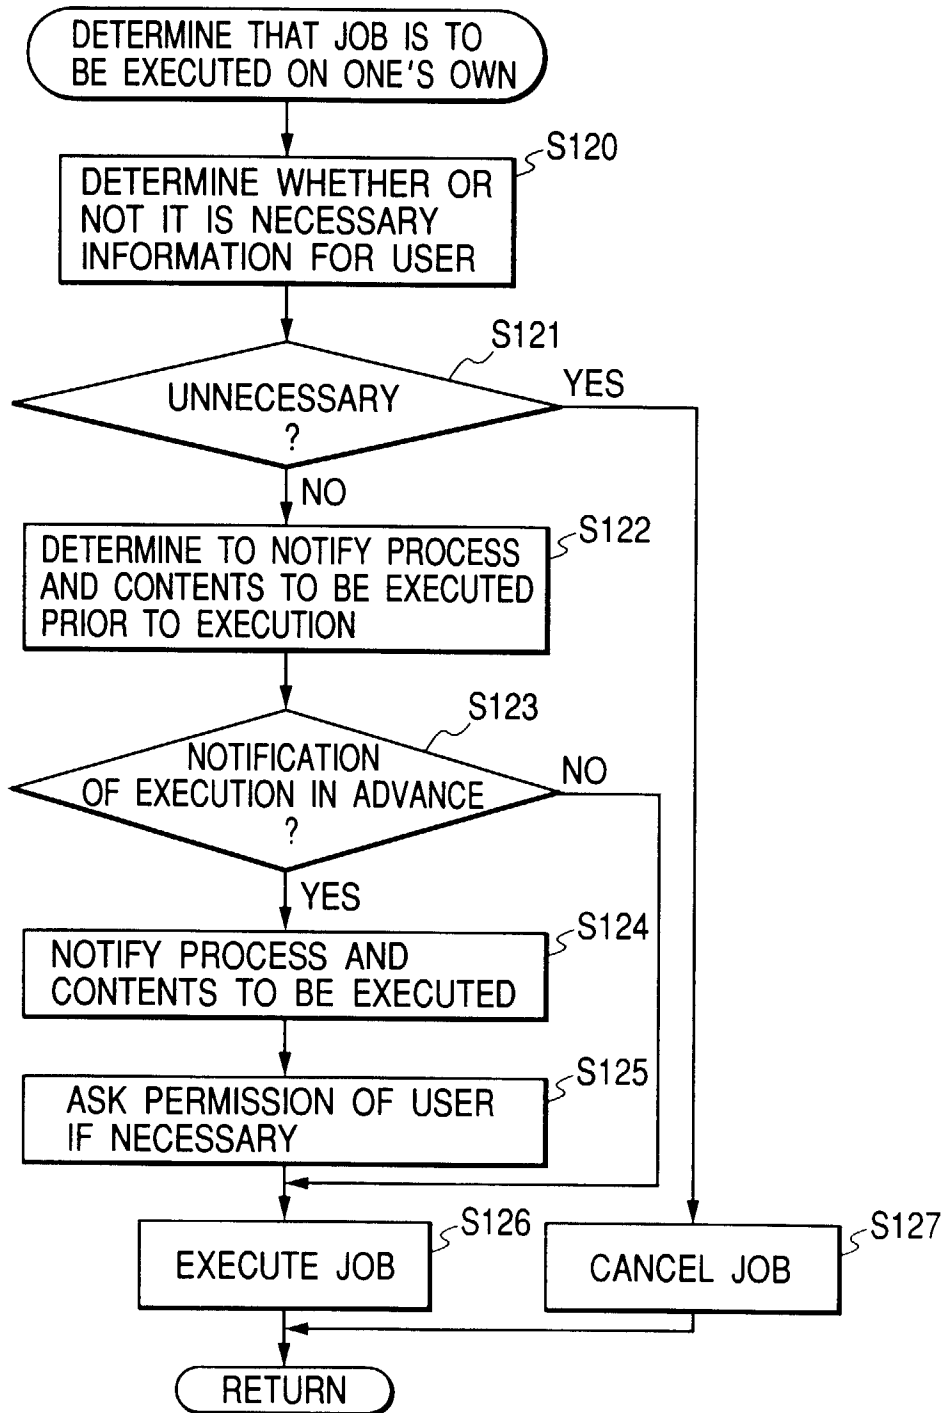 DETERMINE THAT JOB IS TO
BE EXECUTED ON ONE'S OWN
S120
DETERMINE WHETHER OR
NOT IT IS NECESSARY
INFORMATION FOR USER
S121
UNNECESSARY
?
YES
NO
S122
DETERMINE TO NOTIFY PROCESS
AND CONTENTS TO BE EXECUTED
PRIOR TO EXECUTION
S123
NOTIFICATION
OF EXECUTION IN ADVANCE
?
NO
YES
S124
NOTIFY PROCESS AND
CONTENTS TO BE EXECUTED
S125
ASK PERMISSION OF USER
IF NECESSARY
S126
EXECUTE JOB
S127
CANCEL JOB
RETURN